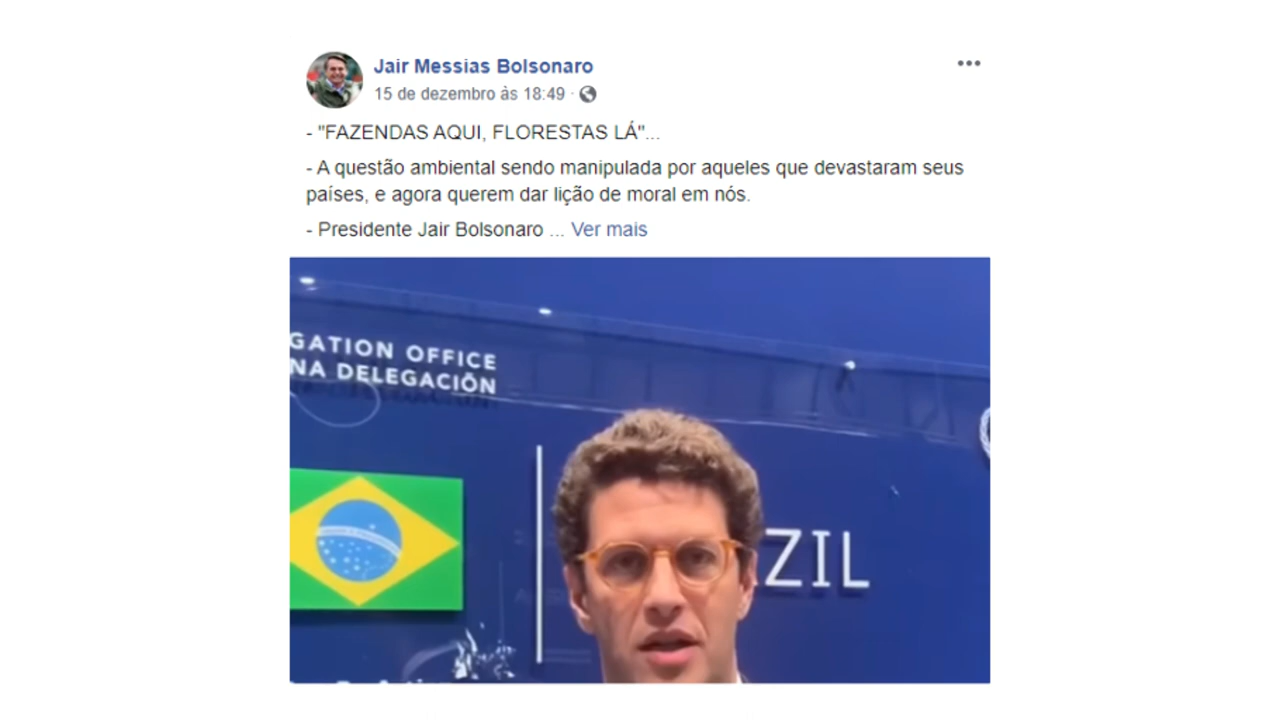 Jair Messias Bolsonaro
15 de dezembro às 18:49 ·
- "FAZENDAS AQUI, FLORESTAS LÁ"...
- A questão ambiental sendo manipulada por aqueles que devastaram seus
países, e agora querem dar lição de moral em nós.
- Presidente Jair Bolsonaro ... Ver mais
GATION OFFICE
NA DELEGACIÖN
ZIL